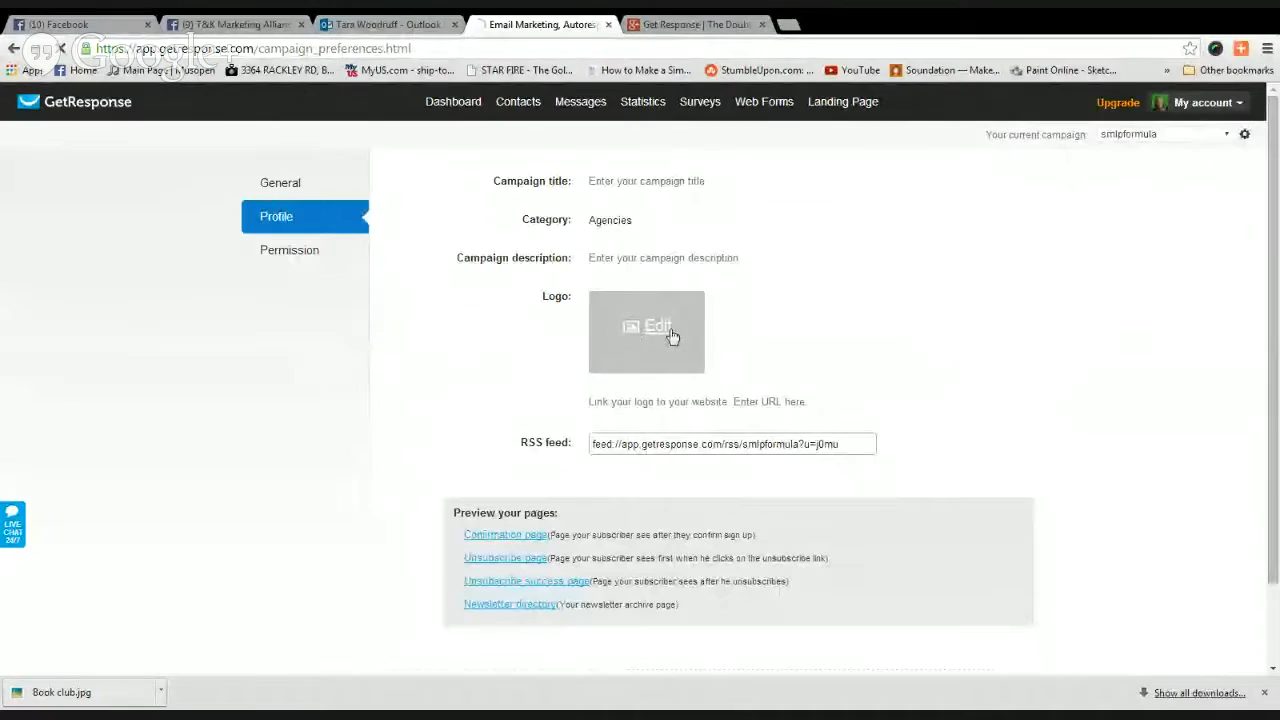 (10) Facebook
(9) T&K Marketing Allian
Tara Woodruff - Outlook
Email Marketing, Autores
Get Response | The Doub
Google+
https://app.getresponse.com/campaign_preferences.html
Apps
Home
Main Page | Musopen
3364 RACKLEY RD, B...
MyUS.com - ship-to...
STAR FIRE - The Gol...
How to Make a Sim...
StumbleUpon.com: ...
YouTube
Soundation — Make...
Paint Online - Sketc...
»
Other bookmarks
GetResponse
Dashboard
Contacts
Messages
Statistics
Surveys
Web Forms
Landing Page
Upgrade
My account
Your current campaign:
smlpformula
General
Profile
Permission
Campaign title:
Enter your campaign title
Category:
Agencies
Campaign description:
Enter your campaign description
Logo:
Edit
Link your logo to your website. Enter URL here.
RSS feed:
feed://app.getresponse.com/rss/smlpformula?u=j0mu
Preview your pages:
Confirmation page(Page your subscriber see after they confirm sign up)
Unsubscribe page(Page your subscriber sees first when he clicks on the unsubscribe link)
Unsubscribe success page(Page your subscriber sees after he unsubscribes)
Newsletter directory(Your newsletter archive page)
LIVE
CHAT
24/7
Book club.jpg
Show all downloads...